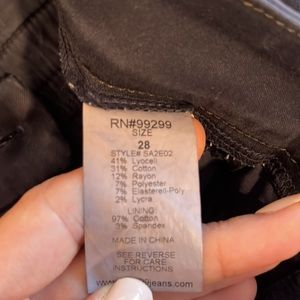 RN#99299
SIZE
28
STYLE# SA2E02
41% Lyocell
31% Cotton
12% Rayon
7% Polyester
7% Elasterell-Poly
2% Lycra
LINING:
97% Cotton
3% Spandex
MADE IN CHINA
SEE REVERSE
FOR CARE
INSTRUCTIONS